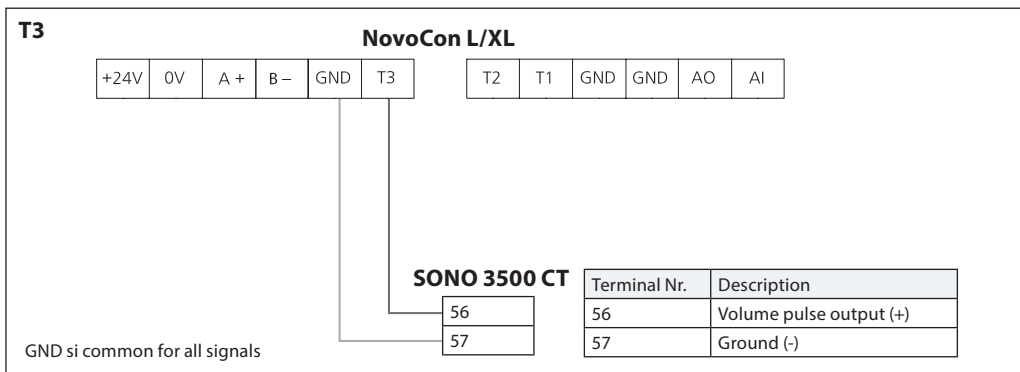 T3
NovoCon L/XL
+24V 0V A + B – GND T3 T2 T1 GND GND AO AI
SONO 3500 CT
Terminal Nr. Description
56 56 Volume pulse output (+)
57 57 Ground (-)
GND si common for all signals